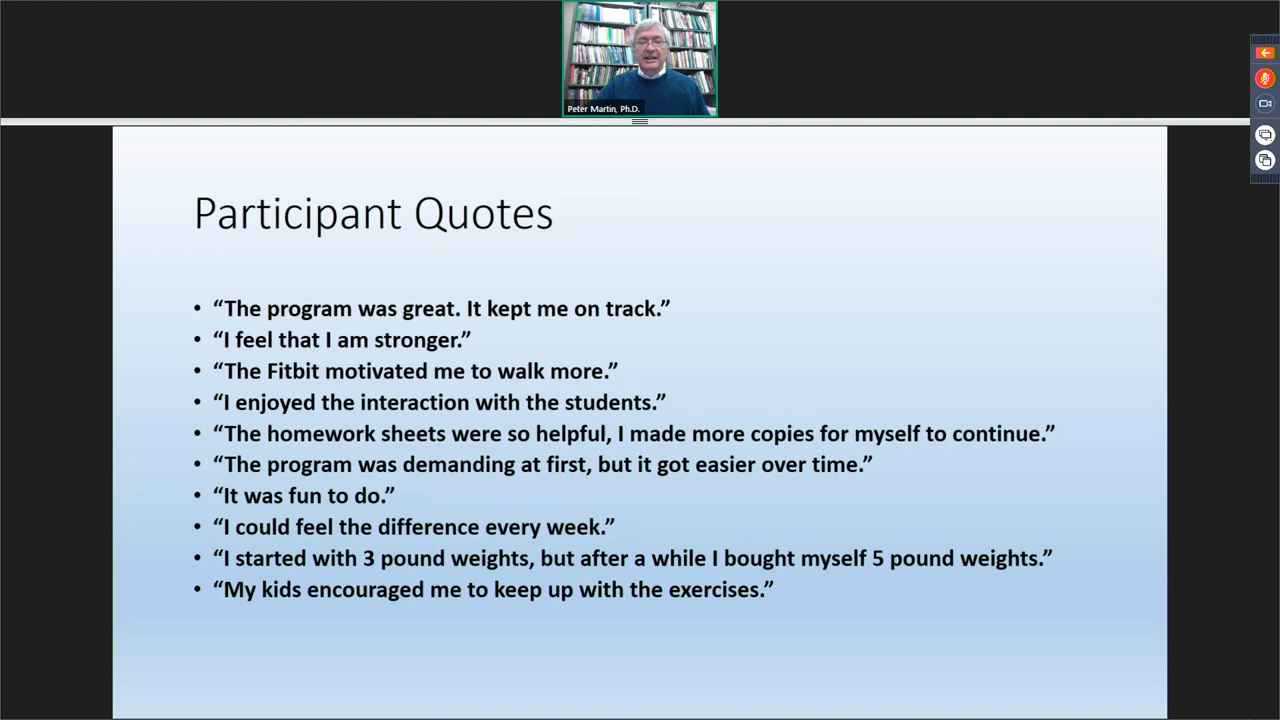 Peter Martin, Ph.D.
Participant Quotes
• “The program was great. It kept me on track.”
• “I feel that I am stronger.”
• “The Fitbit motivated me to walk more.”
• “I enjoyed the interaction with the students.”
• “The homework sheets were so helpful, I made more copies for myself to continue.”
• “The program was demanding at first, but it got easier over time.”
• “It was fun to do.”
• “I could feel the difference every week.”
• “I started with 3 pound weights, but after a while I bought myself 5 pound weights.”
• “My kids encouraged me to keep up with the exercises.”